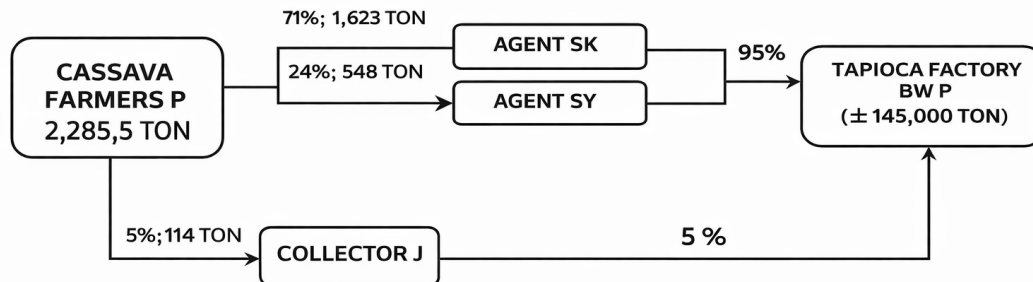 71%; 1,623 TON
AGENT SK
95%
CASSAVA
FARMERS P
2,285,5 TON
24%; 548 TON
AGENT SY
TAPIOCA FACTORY
BW P
(± 145,000 TON)
5%;114 TON
COLLECTOR J
5 %